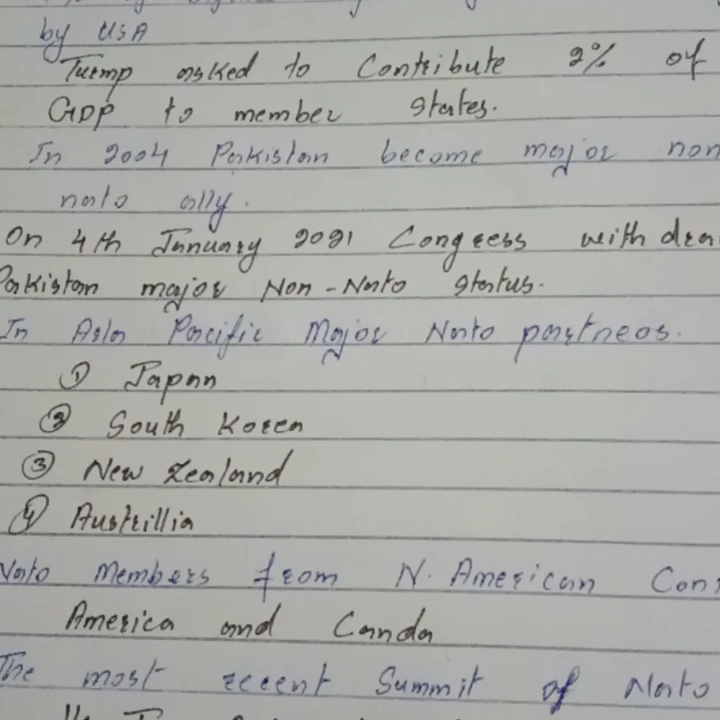 by USA
Trump asked to Contribute 2% of
GDP to member states.
In 2004 Pakistan become major non
nato ally.
On 4th January 2021 Congress withdra
Pakistan major Non-Nato status.
In Asia Pacific Major Nato partneos.
① Japan
② South Korea
③ New Zealand
④ Austrillia
Nato Members from N. American Con
America and Canda
The most recent Summit of Nato